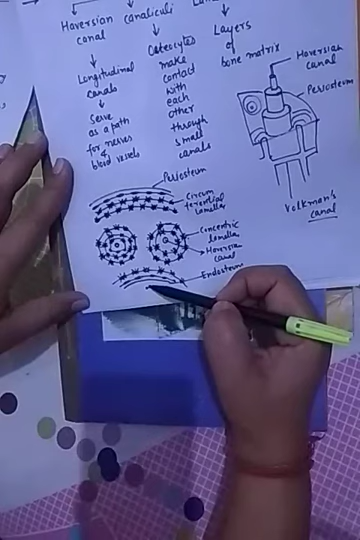 Haversian
canal
Longitudinal
canals
Serve
as a path
for nerves
&
blood vessels
canaliculi
Osteocytes
make
contact
with
each
other
through
small
canals
Layers
of
bone matrix
Haversian
canal
Periosteum
Volkman's
canal
Periosteum
Circum
ferential
lamellae
Concentric
lamella
Haversian
canal
Endosteum